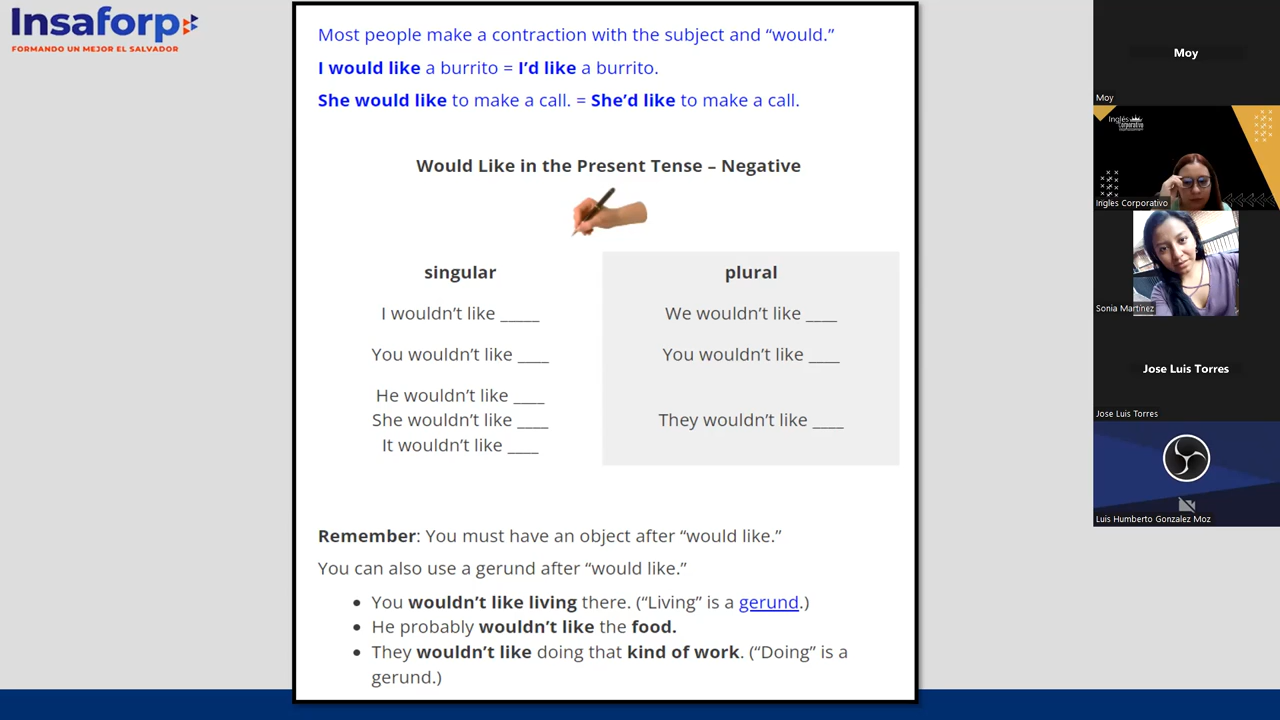 Insaforp
FORMANDO UN MEJOR EL SALVADOR
Most people make a contraction with the subject and “would.”
I would like a burrito = I’d like a burrito.
She would like to make a call. = She’d like to make a call.
Would Like in the Present Tense – Negative
singular
plural
I wouldn’t like _____
We wouldn’t like ____
You wouldn’t like ____
You wouldn’t like ____
He wouldn’t like ____
She wouldn’t like ____
They wouldn’t like ____
It wouldn’t like ____
Remember: You must have an object after “would like.”
You can also use a gerund after “would like.”
• You wouldn’t like living there. (“Living” is a gerund.)
• He probably wouldn’t like the food.
• They wouldn’t like doing that kind of work. (“Doing” is a
gerund.)
Moy
Moy
Inglés
Corporativo
Ingles Corporativo
Sonia Martínez
Jose Luis Torres
Jose Luis Torres
Luis Humberto Gonzalez Moz